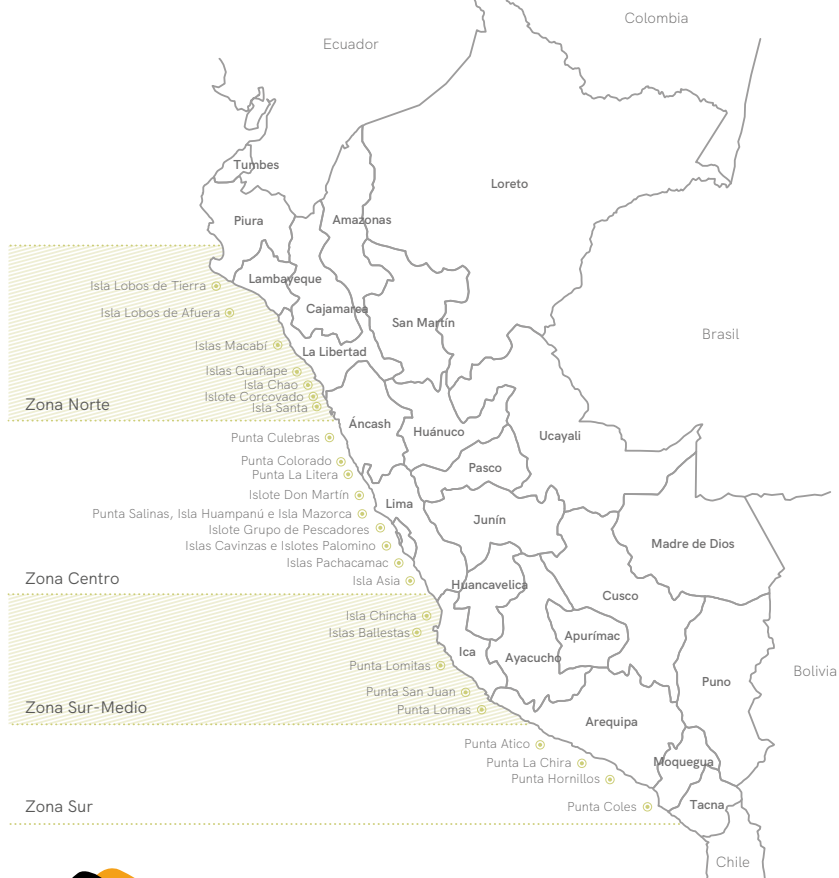 Colombia
Ecuador
Tumbes
Loreto
Piura
Amazonas
Lambayeque
Isla Lobos de Tierra
Cajamarca
Isla Lobos de Afuera
San Martín
Brasil
Islas Macabí
La Libertad
Islas Guañape
Isla Chao
Islote Corcovado
Zona Norte
Isla Santa
Áncash
Huánuco
Ucayali
Punta Culebras
Punta Colorado
Pasco
Punta La Litera
Islote Don Martín
Lima
Punta Salinas, Isla Huampanú e Isla Mazorca
Junín
Islote Grupo de Pescadores
Islas Cavinzas e Islotes Palomino
Madre de Dios
Islas Pachacamac
Zona Centro
Isla Asia
Huancavelica
Cusco
Isla Chincha
Islas Ballestas
Apurímac
Ica
Ayacucho
Punta Lomitas
Bolivia
Puno
Punta San Juan
Zona Sur-Medio
Punta Lomas
Arequipa
Punta Atico
Punta La Chira
Moquegua
Punta Hornillos
Zona Sur
Punta Coles
Tacna
Chile